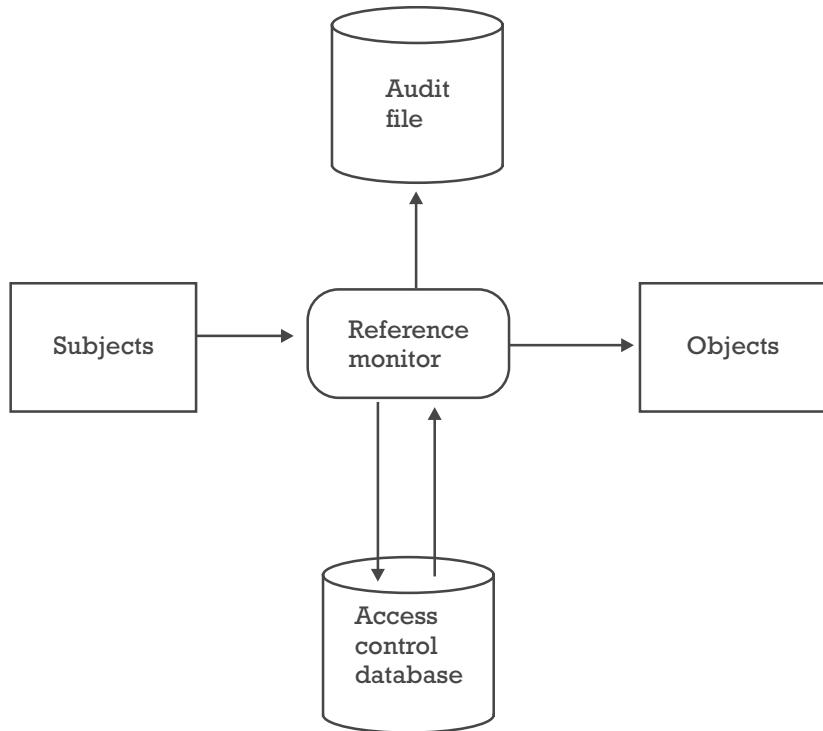 Audit
file
Subjects
Reference
monitor
Objects
Access
control
database